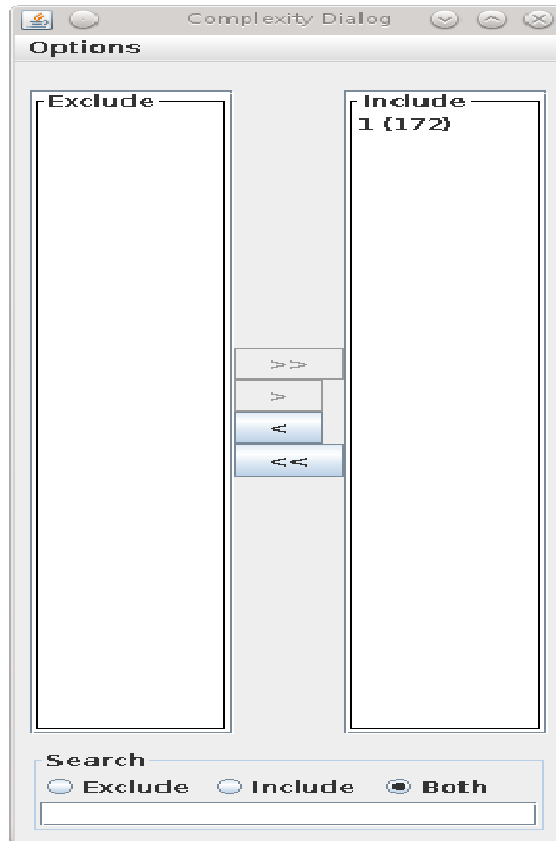 Complexity Dialog
Options
Exclude
Include
1 (172)
>>
>
<
<<
Search
Exclude Include Both